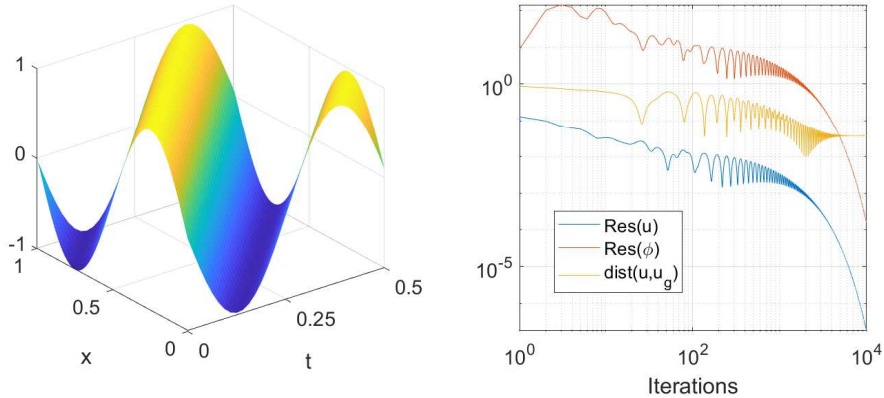 1
0
-1
1
0.5
0
x
0
0.25
0.5
t
10^0
10^-5
Res(u)
Res(ϕ)
dist(u,u_g)
10^0
10^2
10^4
Iterations